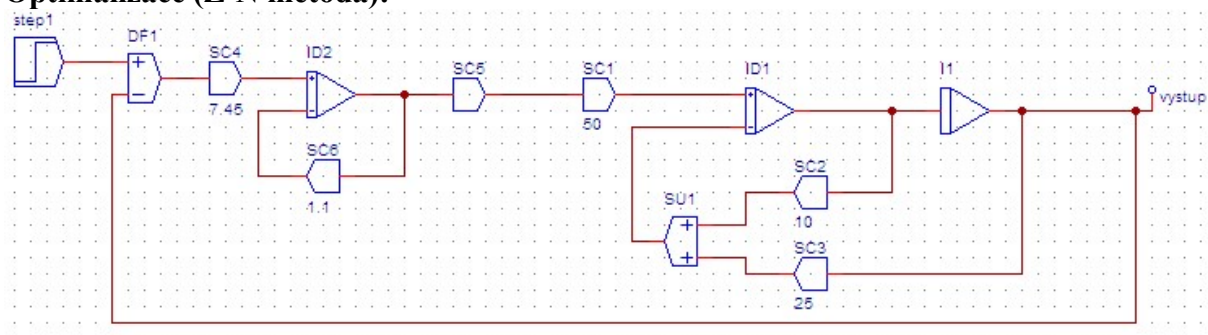 Optimalizace (Z-N metoda):
step1
DF1
SC4
7.45
ID2
SC6
1.1
SC5
SC1
50
ID1
I1
vystup
SC2
10
SU1
SC3
25